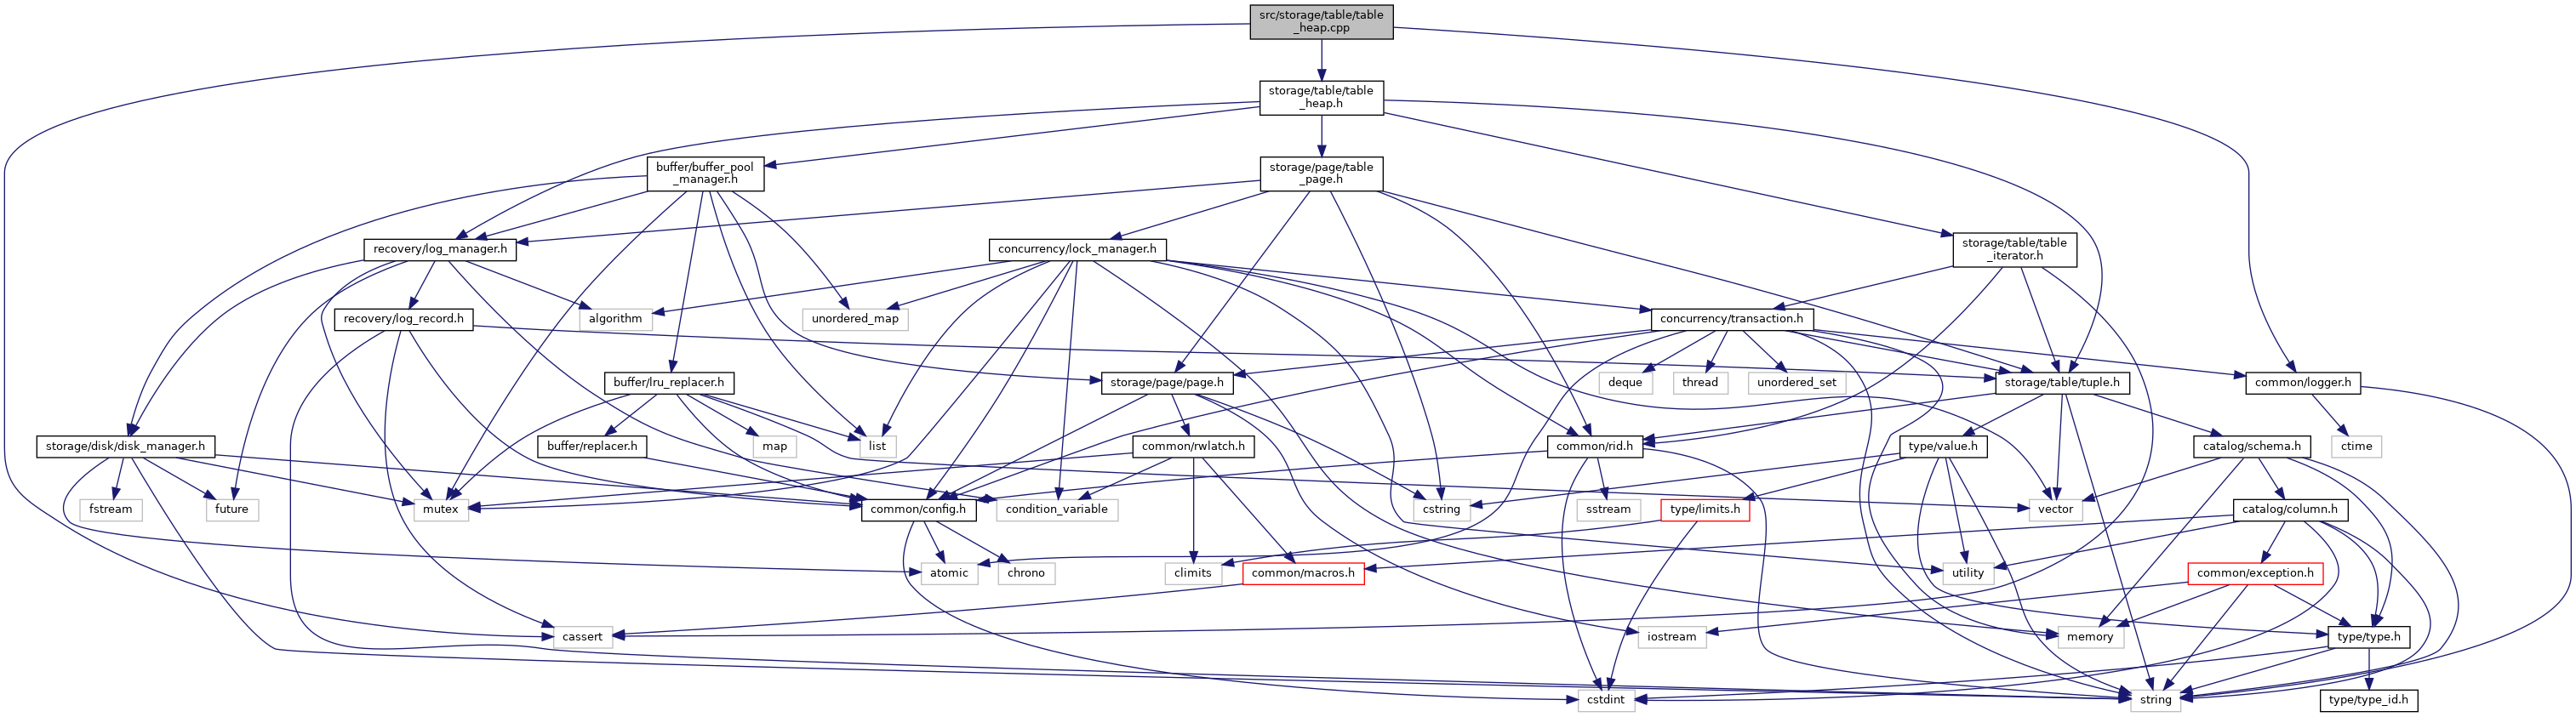 src/storage/table/table
_heap.cpp
storage/table/table
_heap.h
buffer/buffer_pool
_manager.h
storage/page/table
_page.h
recovery/log_manager.h
concurrency/lock_manager.h
storage/table/table
_iterator.h
recovery/log_record.h
algorithm
unordered_map
concurrency/transaction.h
buffer/lru_replacer.h
storage/page/page.h
deque
thread
unordered_set
storage/table/tuple.h
common/logger.h
storage/disk/disk_manager.h
buffer/replacer.h
map
list
common/rwlatch.h
common/rid.h
type/value.h
catalog/schema.h
ctime
fstream
future
mutex
common/config.h
condition_variable
cstring
sstream
type/limits.h
vector
catalog/column.h
atomic
chrono
climits
common/macros.h
utility
common/exception.h
cassert
iostream
memory
type/type.h
cstdint
string
type/type_id.h